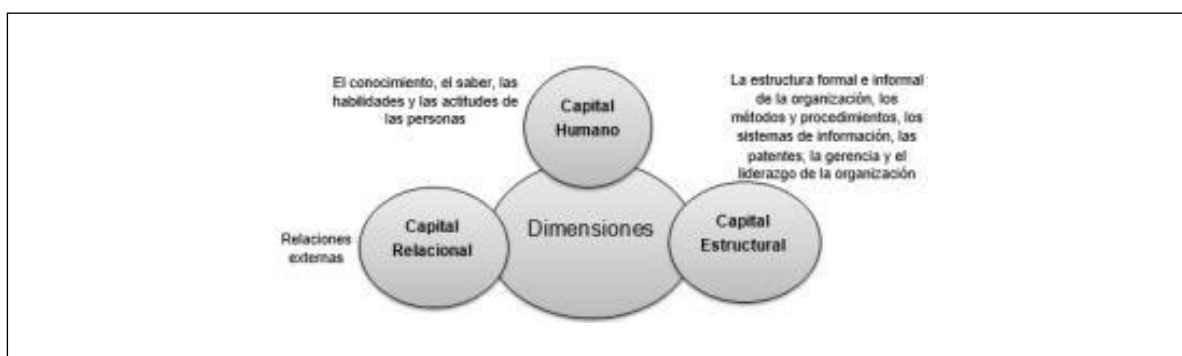 El conocimiento, el saber, las
habilidades y las actitudes de
las personas
Capital
Humano
La estructura formal e informal
de la organización, los
métodos y procedimientos, los
sistemas de información, las
patentes, la gerencia y el
liderazgo de la organización
Relaciones
externas
Capital
Relacional
Dimensiones
Capital
Estructural